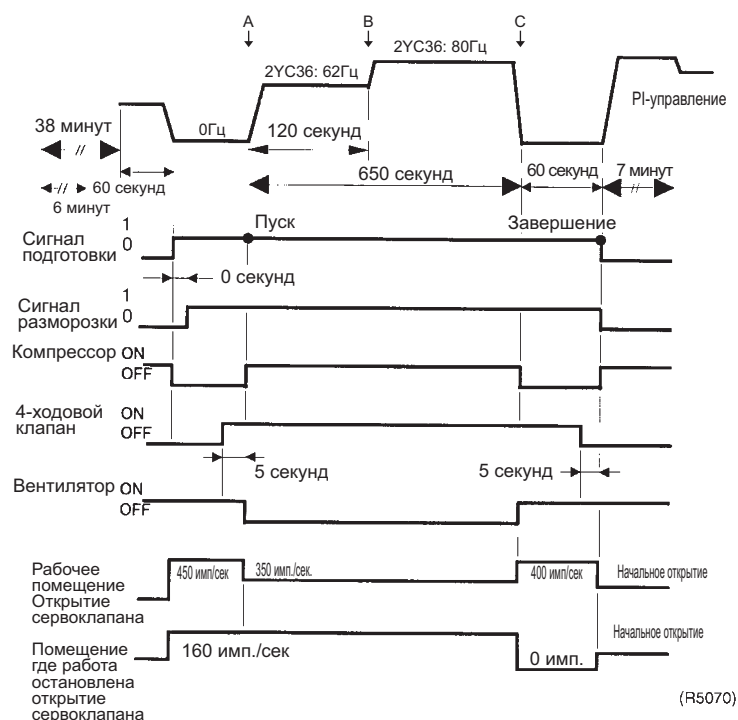 A B C
2YC36: 80Гц
2YC36: 62Гц
PI-управление
38 минут
0Гц
120 секунд
60 секунд
6 минут
650 секунд
60 секунд
7 минут
1
0
Сигнал
подготовки
Пуск
Завершение
0 секунд
1
0
Сигнал
разморозки
Компрессор ON
OFF
4-ходовой
клапан
ON
OFF
5 секунд
5 секунд
Вентилятор ON
OFF
Рабочее
помещение
Открытие
сервоклапана
450 имп/сек
350 имп./сек.
400 имп/сек
Начальное открытие
Помещение
где работа
остановлена
открытие
сервоклапана
160 имп./сек
0 имп.
Начальное открытие
(R5070)